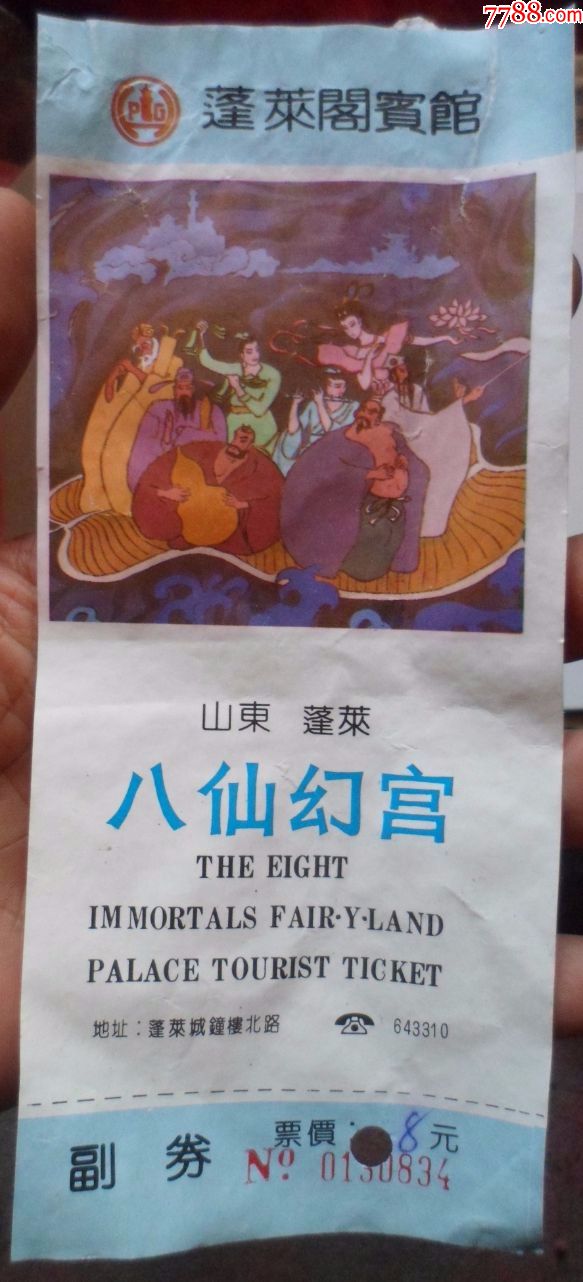 7788.com
PG 蓬萊閣賓館
山東 蓬萊
八仙幻宫
THE EIGHT
IMMORTALS FAIR·Y·LAND
PALACE TOURIST TICKET
地址：蓬萊城鐘樓北路 ☎ 643310
副 券 票價：8元
Nº 0130834